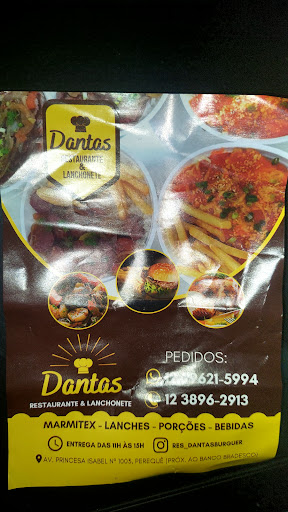 Dantas
RESTAURANTE
&
LANCHONETE
Dantas
RESTAURANTE & LANCHONETE
PEDIDOS:
12 3896-2913
MARMITEX - LANCHES - PORÇÕES - BEBIDAS
ENTREGA DAS 11H ÀS 15H
RES_DANTASBURGUER
AV. PRINCESA ISABEL Nº 1003, PEREQUÊ (PRÓX. AO BANCO BRADESCO)